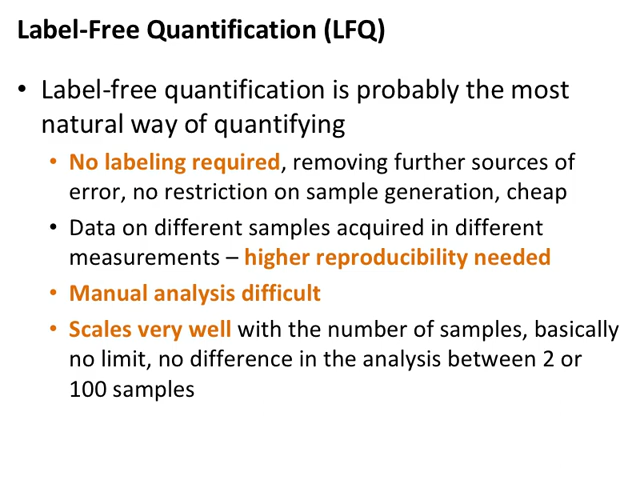 Label-Free Quantification (LFQ)
• Label-free quantification is probably the most
natural way of quantifying
• No labeling required, removing further sources of
error, no restriction on sample generation, cheap
• Data on different samples acquired in different
measurements – higher reproducibility needed
• Manual analysis difficult
• Scales very well with the number of samples, basically
no limit, no difference in the analysis between 2 or
100 samples